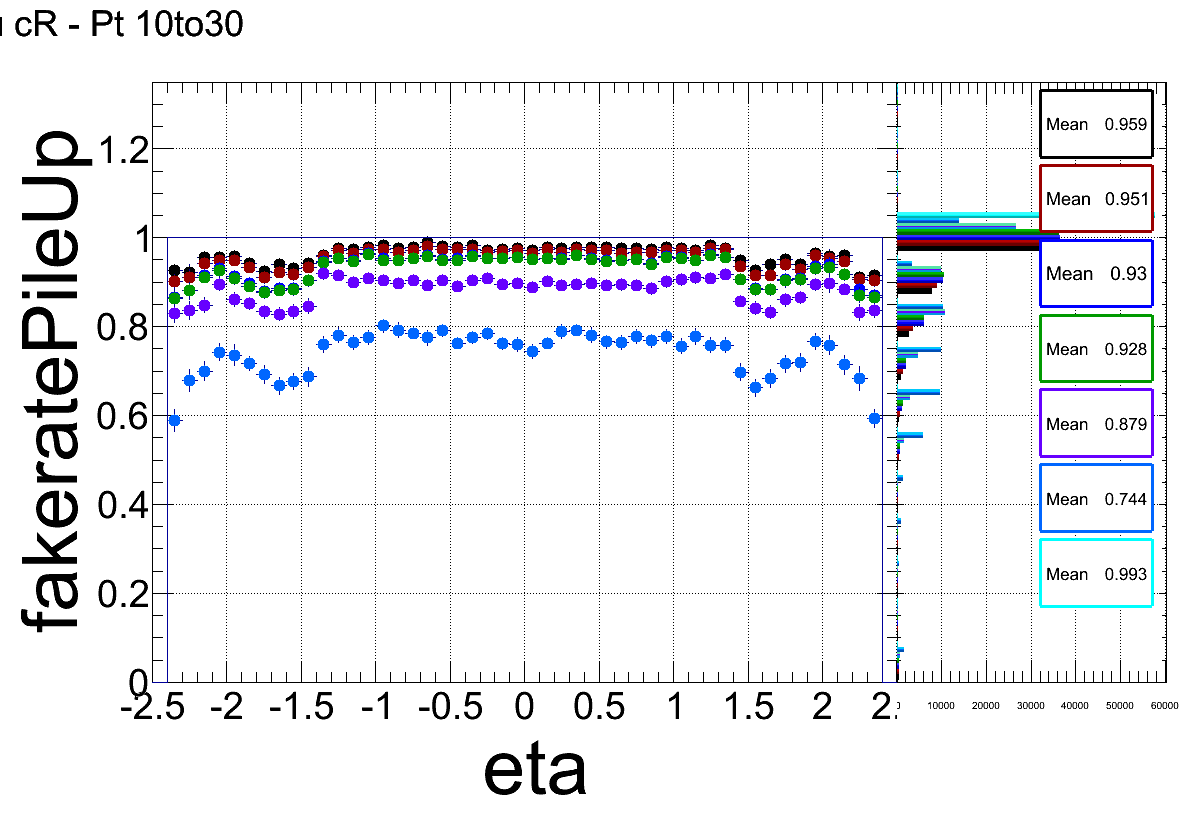 cR - Pt 10to30
fakeratePileUp
1.2
1
0.8
0.6
0.4
0.2
0
-2.5 -2 -1.5 -1 -0.5 0 0.5 1 1.5 2 2.
eta
10000 20000 30000 40000 50000 60000
Mean 0.959
Mean 0.951
Mean 0.93
Mean 0.928
Mean 0.879
Mean 0.744
Mean 0.993